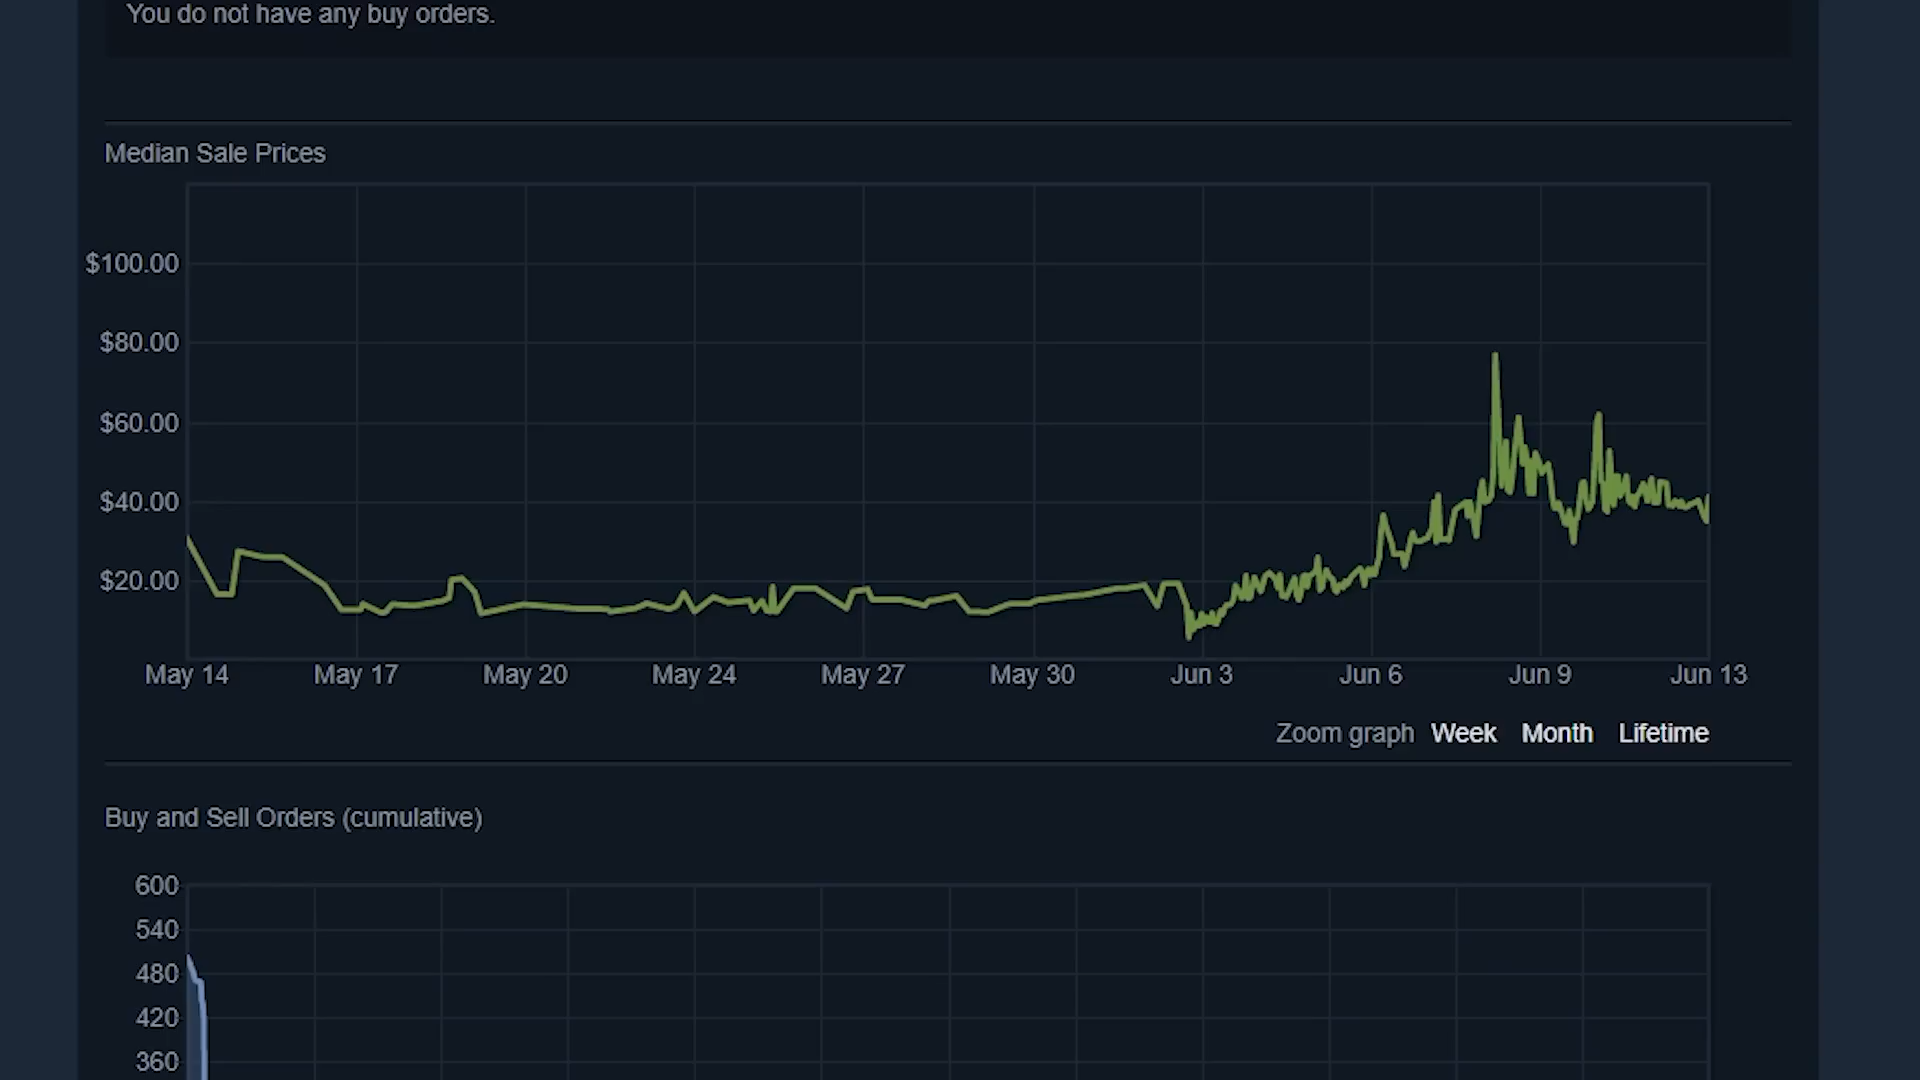 You do not have any buy orders.
Median Sale Prices
$100.00
$80.00
$60.00
$40.00
$20.00
May 14 May 17 May 20 May 24 May 27 May 30 Jun 3 Jun 6 Jun 9 Jun 13
Zoom graph Week Month Lifetime
Buy and Sell Orders (cumulative)
600
540
480
420
360